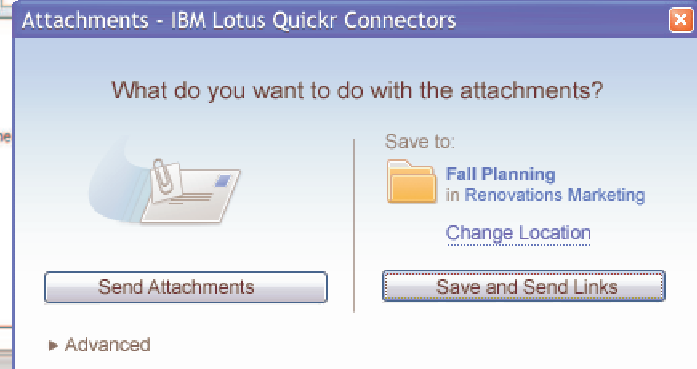 Attachments - IBM Lotus Quickr Connectors
What do you want to do with the attachments?
Save to:
Fall Planning
in Renovations Marketing
Change Location
Send Attachments
Save and Send Links
Advanced